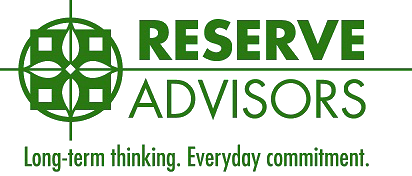 RESERVE
ADVISORS
Long-term thinking. Everyday commitment.